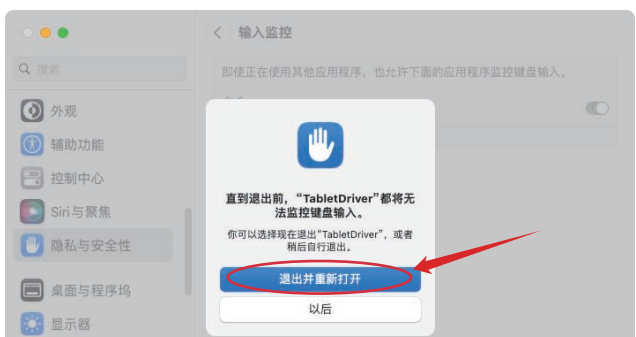 输入监控
搜索
即使正在使用其他应用程序，也允许下面的应用程序监控键盘输入。
外观
辅助功能
控制中心
Siri与聚焦
隐私与安全性
桌面与程序坞
显示器
直到退出前，“TabletDriver”都将无
法监控键盘输入。
你可以选择现在退出“TabletDriver”，或者
稍后自行退出。
退出并重新打开
以后